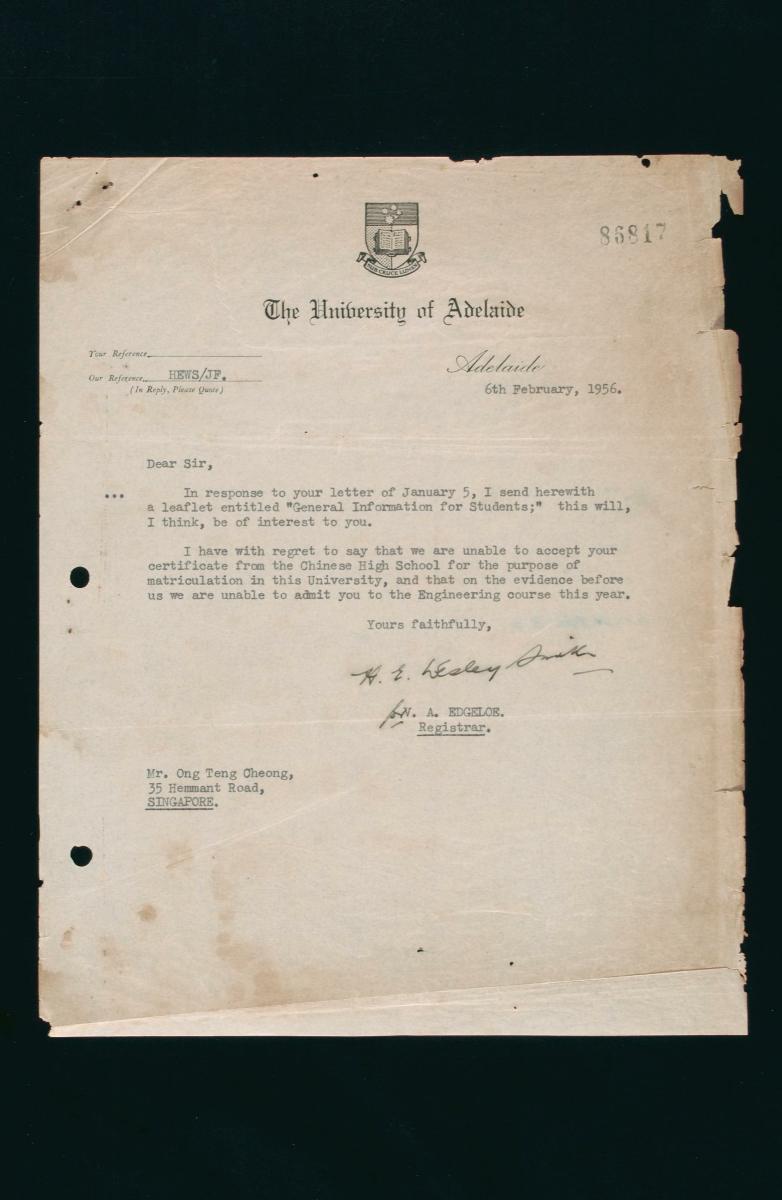 86817
SUB CRUCE LUMEN
The University of Adelaide
Your Reference
Our Reference HEWS/JF.
(In Reply, Please Quote)
Adelaide
6th February, 1956.
Dear Sir,
... In response to your letter of January 5, I send herewith
a leaflet entitled "General Information for Students;" this will,
I think, be of interest to you.
I have with regret to say that we are unable to accept your
certificate from the Chinese High School for the purpose of
matriculation in this University, and that on the evidence before
us we are unable to admit you to the Engineering course this year.
Yours faithfully,
H. E. Wesley Smith
for V. A. EDGELOE.
Registrar.
Mr. Ong Teng Cheong,
35 Hemmant Road,
SINGAPORE.